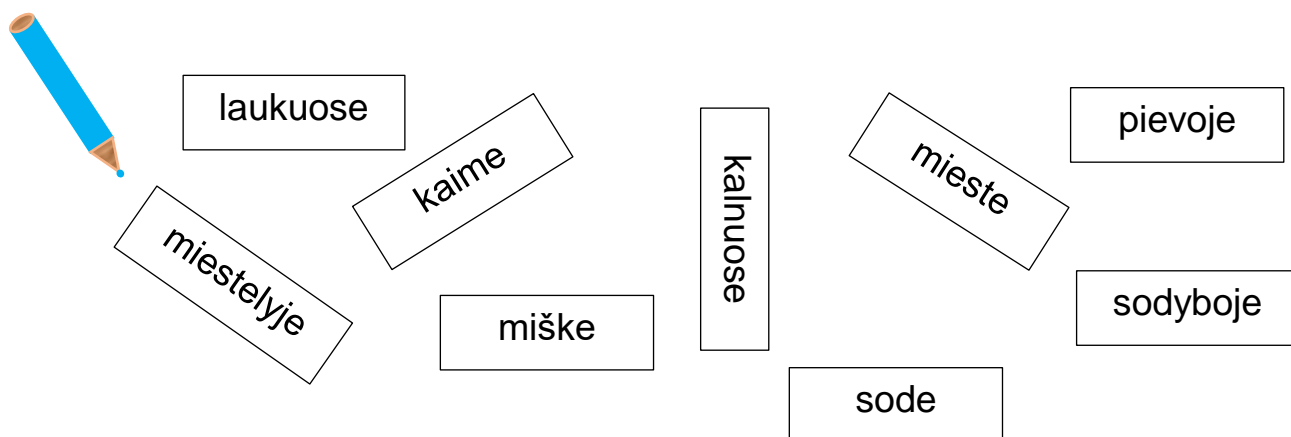 laukuose
kaime
kalnuose
mieste
pievoje
miestelyje
miške
sodyboje
sode